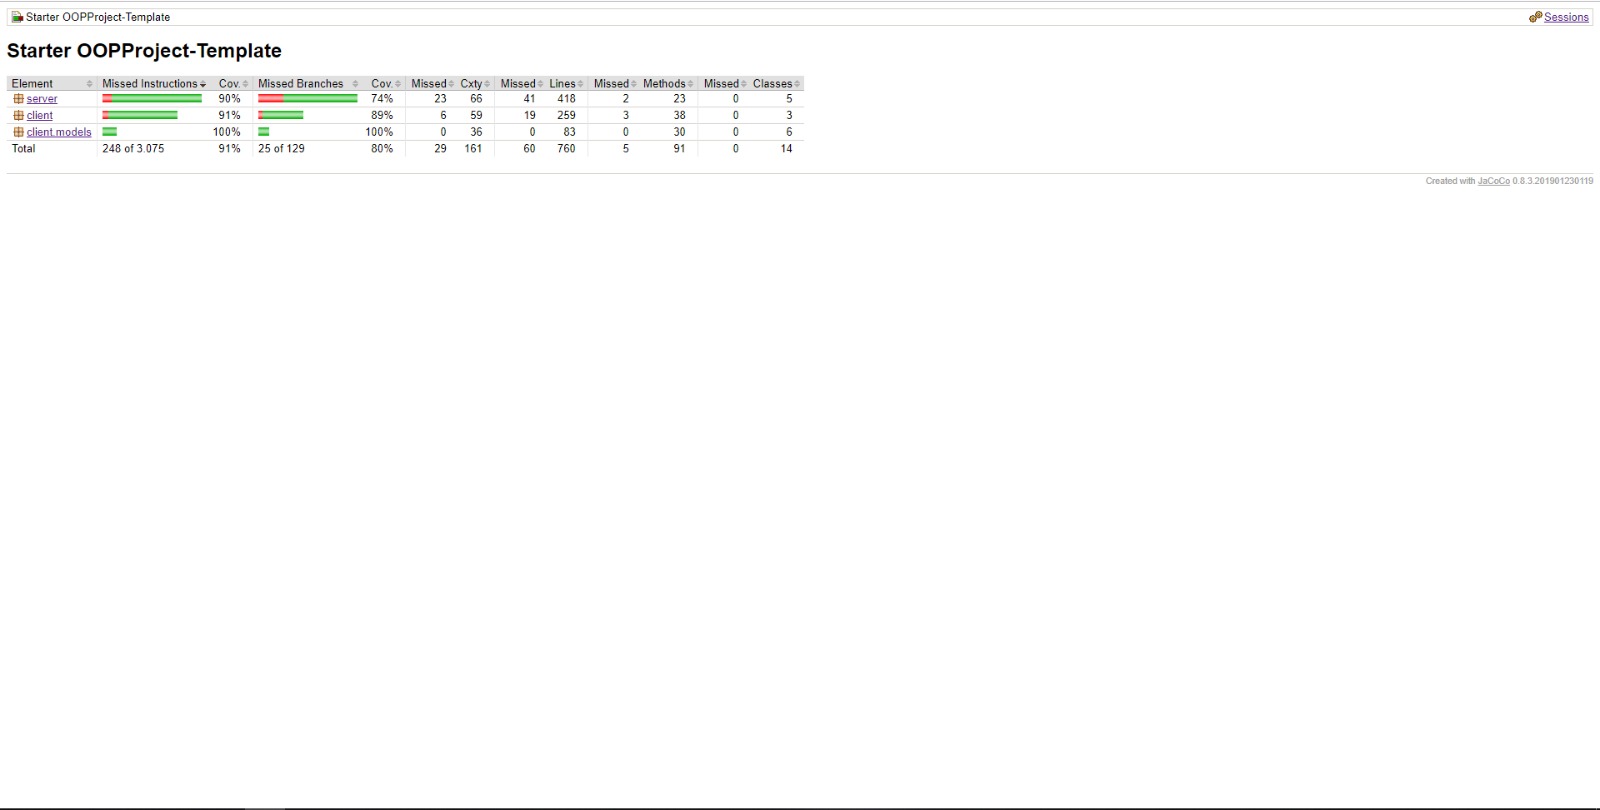 Starter OOPProject-Template Sessions
Starter OOPProject-Template
Element Missed Instructions Cov. Missed Branches Cov. Missed Cxty Missed Lines Missed Methods Missed Classes
server 90% 74% 23 66 41 418 2 23 0 5
client 91% 89% 6 59 19 259 3 38 0 3
client.models 100% 100% 0 36 0 83 0 30 0 6
Total 248 of 3.075 91% 25 of 129 80% 29 161 60 760 5 91 0 14
Created with JaCoCo 0.8.3.201901230119